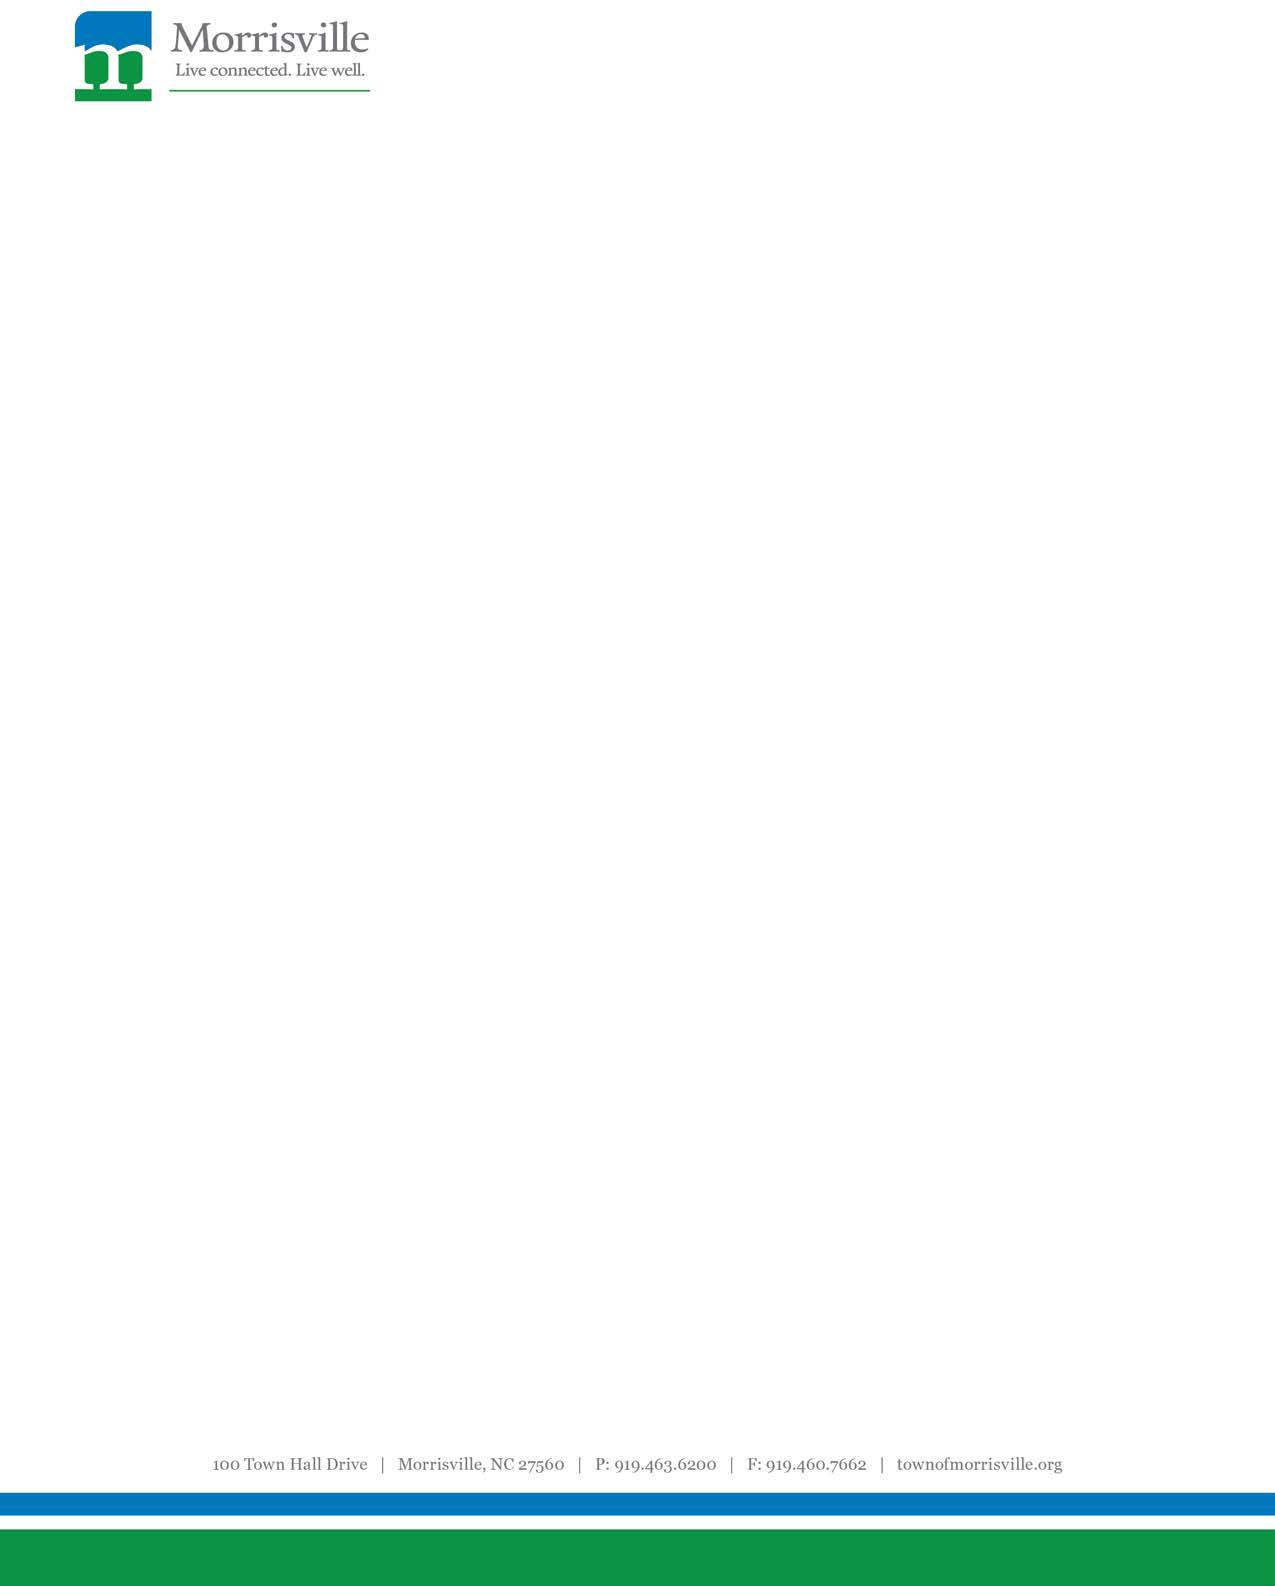 Morrisville
Live connected. Live well.
100 Town Hall Drive | Morrisville, NC 27560 | P: 919.463.6200 | F: 919.460.7662 | townofmorrisville.org